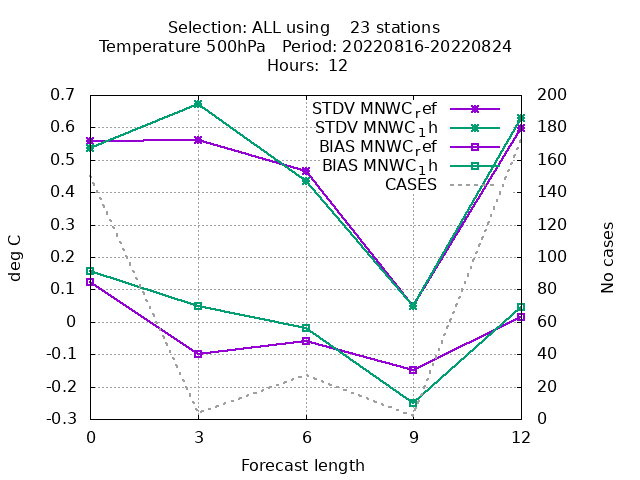 Selection: ALL using    23 stations
Temperature 500hPa   Period: 20220816-20220824
Hours:  12
deg C
0.7
0.6
0.5
0.4
0.3
0.2
0.1
0
-0.1
-0.2
-0.3
STDV MNWC_ref
STDV MNWC_1h
BIAS MNWC_ref
BIAS MNWC_1h
CASES
200
180
160
140
120
100
80
60
40
20
0
No cases
0 3 6 9 12
Forecast length